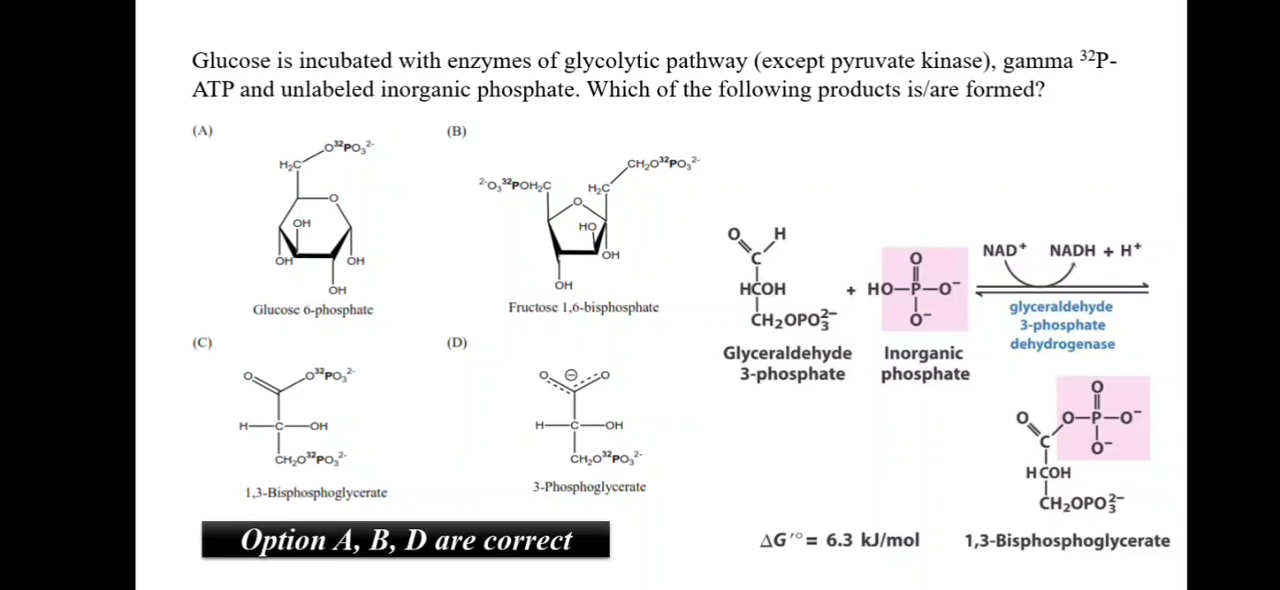 Glucose is incubated with enzymes of glycolytic pathway (except pyruvate kinase), gamma ³²P-
ATP and unlabeled inorganic phosphate. Which of the following products is/are formed?
(A)
O³²PO₃²⁻
H₂C
O
OH
OH
OH
OH
Glucose 6-phosphate
(B)
CH₂O³²PO₃²⁻
²⁻O₃³²POH₂C
H₂C
O
HO
OH
OH
Fructose 1,6-bisphosphate
(C)
O
O³²PO₃²⁻
H—C—OH
CH₂O³²PO₃²⁻
1,3-Bisphosphoglycerate
(D)
O ⊖ O
H—C—OH
CH₂O³²PO₃²⁻
3-Phosphoglycerate
Option A, B, D are correct
O H
C
HCOH
CH₂OPO₃²⁻
Glyceraldehyde
3-phosphate
+
O
HO—P—O⁻
O⁻
Inorganic
phosphate
NAD⁺ NADH + H⁺
glyceraldehyde
3-phosphate
dehydrogenase
O
O O—P—O⁻
C O⁻
HCOH
CH₂OPO₃²⁻
ΔG'° = 6.3 kJ/mol
1,3-Bisphosphoglycerate